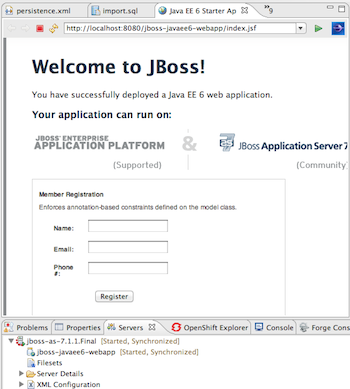 persistence.xml import.sql Java EE 6 Starter Ap »9
http://localhost:8080/jboss-javaee6-webapp/index.jsf
Welcome to JBoss!
You have successfully deployed a Java EE 6 web application.
Your application can run on:
JBOSS ENTERPRISE
APPLICATION PLATFORM
(Supported)
&
JBoss Application Server 7
(Community)
Member Registration
Enforces annotation-based constraints defined on the model class.
Name:
Email:
Phone
#:
Register
Problems Properties Servers OpenShift Explorer Console Forge Cons
jboss-as-7.1.1.Final [Started, Synchronized]
jboss-javaee6-webapp [Started, Synchronized]
Filesets
Server Details
XML Configuration